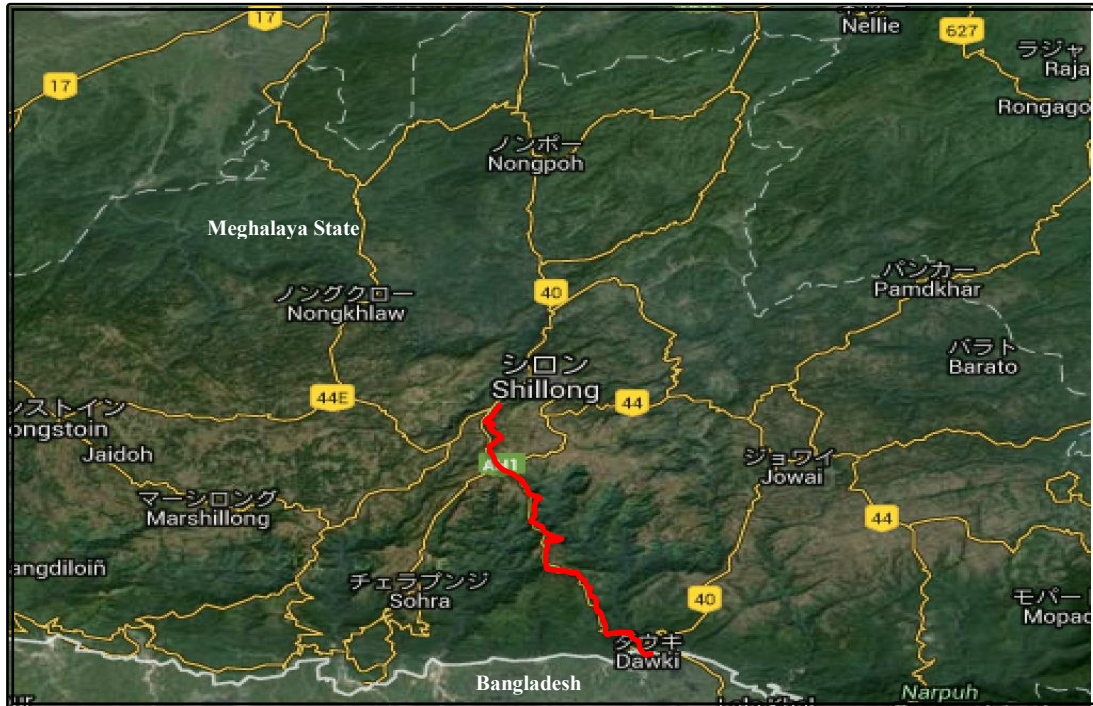 17
Nellie
627
ラジャ
Raja
17
Rongago
ノンポー
Nongpoh
Meghalaya State
パンカー
Pamdkhar
40
ノングクロー
Nongkhlaw
バラト
Barato
シロン
Shillong
44E
44
ンストイン
ongstoin
Jaidoh
ジョワイ
Jowai
マーシロング
Marshillong
44
angdiloiñ
チェラプンジ
Sohra
40
モパート
Mopad
ダウキ
Dawki
Bangladesh
Narpuh